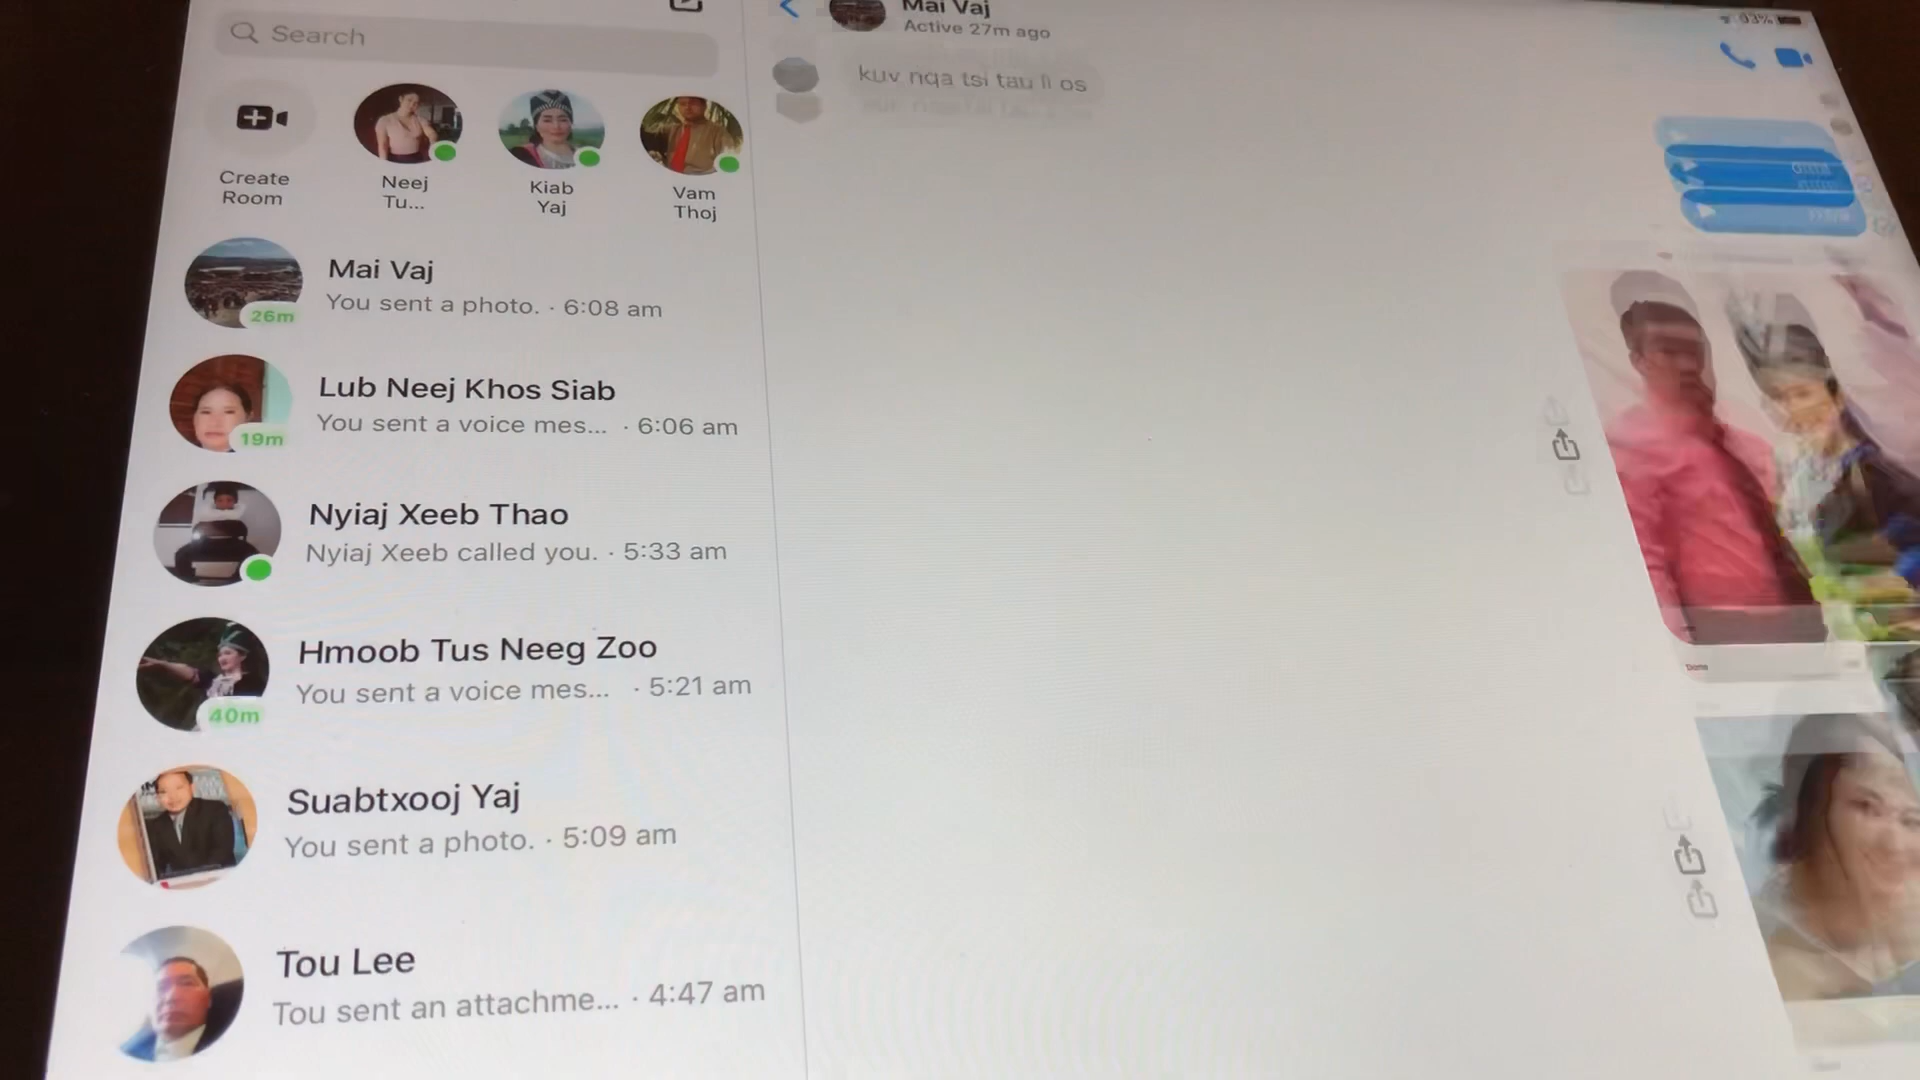 Search
Create
Room
Neej
Tu...
Kiab
Yaj
Vam
Thoj
Mai Vaj
You sent a photo. · 6:08 am
26m
Lub Neej Khos Siab
You sent a voice mes... · 6:06 am
19m
Nyiaj Xeeb Thao
Nyiaj Xeeb called you. · 5:33 am
Hmoob Tus Neeg Zoo
You sent a voice mes... · 5:21 am
40m
Suabtxooj Yaj
You sent a photo. · 5:09 am
Tou Lee
Tou sent an attachme... · 4:47 am
Mai Vaj
Active 27m ago
93%
kuv nqa tsi tau li os